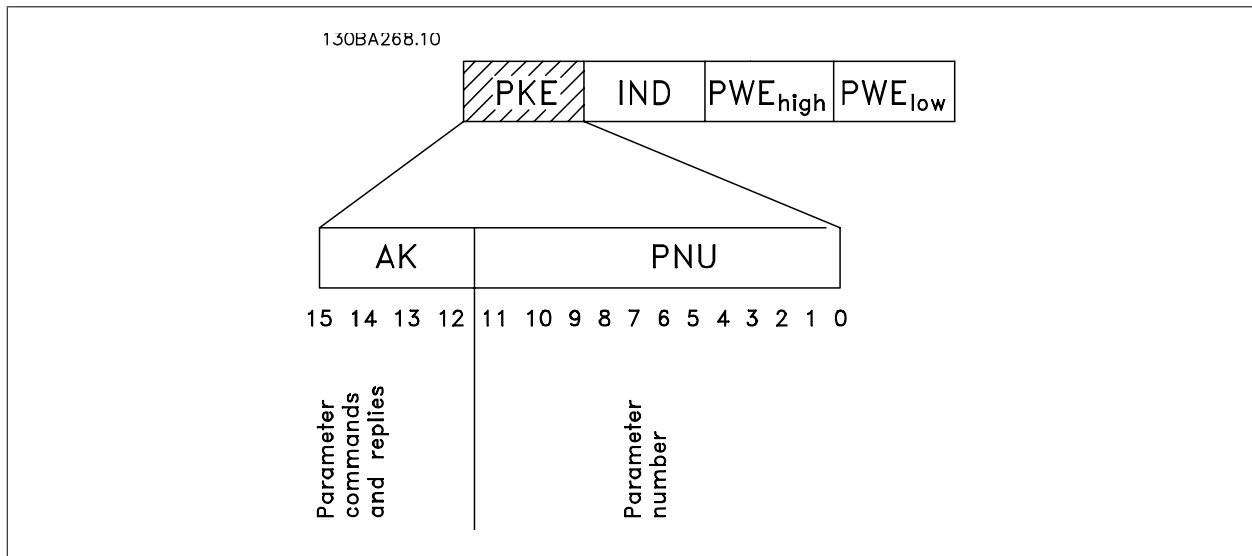 130BA268.10
PKE IND PWEhigh PWElow
AK PNU
15 14 13 12 11 10 9 8 7 6 5 4 3 2 1 0
Parameter
commands
and replies
Parameter
number